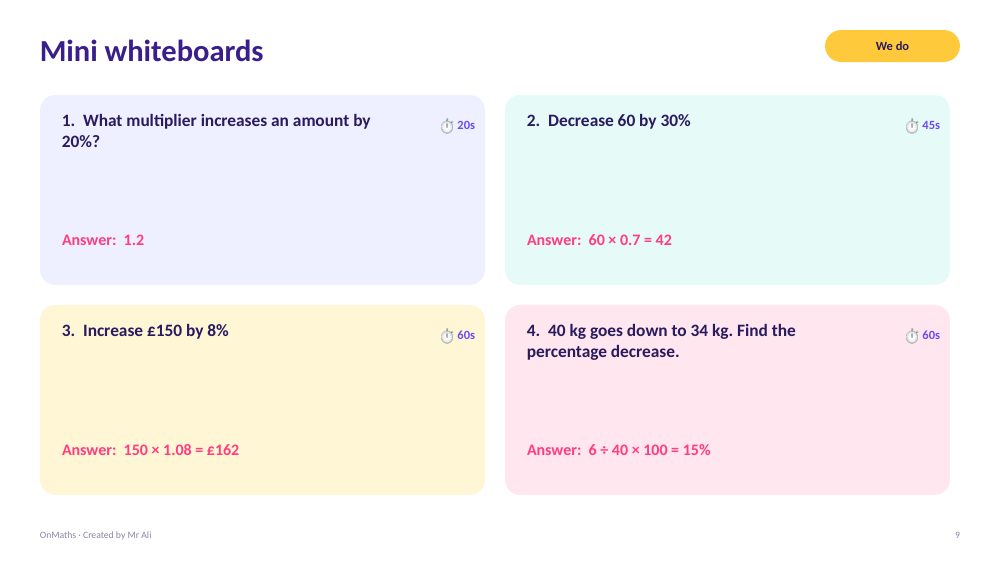 Mini whiteboards
We do
1. What multiplier increases an amount by
20%?
20s
Answer: 1.2
2. Decrease 60 by 30%
45s
Answer: 60 × 0.7 = 42
3. Increase £150 by 8%
60s
Answer: 150 × 1.08 = £162
4. 40 kg goes down to 34 kg. Find the
percentage decrease.
60s
Answer: 6 ÷ 40 × 100 = 15%
OnMaths · Created by Mr Ali
9